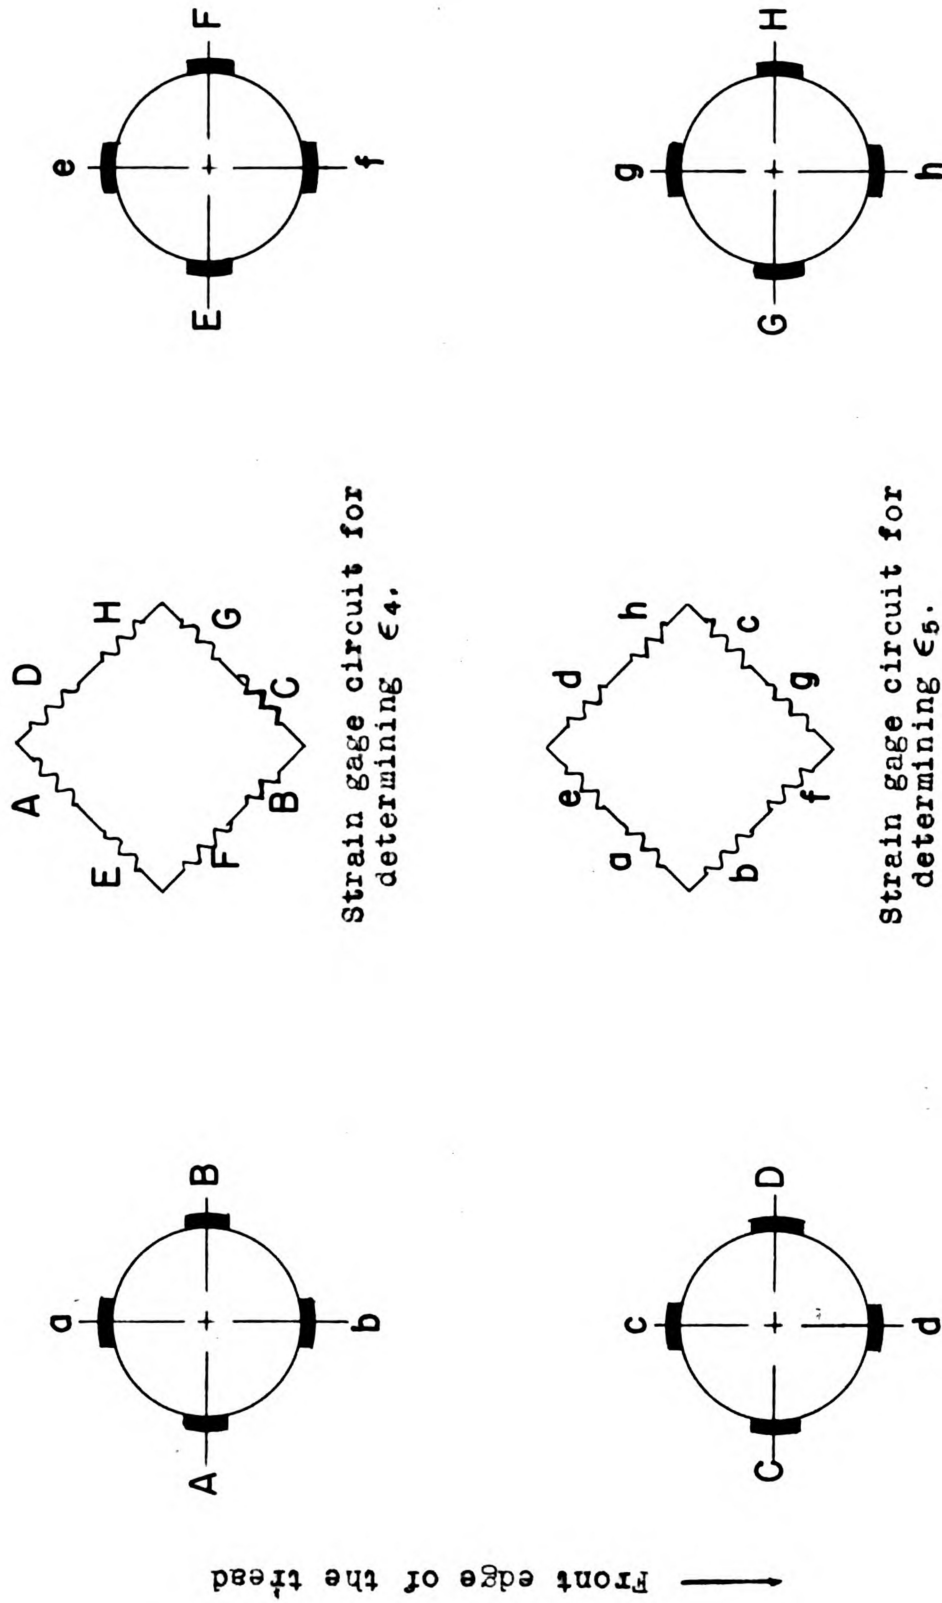 a
A
B
b
c
C
D
d
E
A
D
H
F
B
C
G
Strain gage circuit for
determining ε4.
a
e
d
h
b
f
g
c
Strain gage circuit for
determining ε5.
e
E
F
f
g
G
H
h
Front edge of the tread